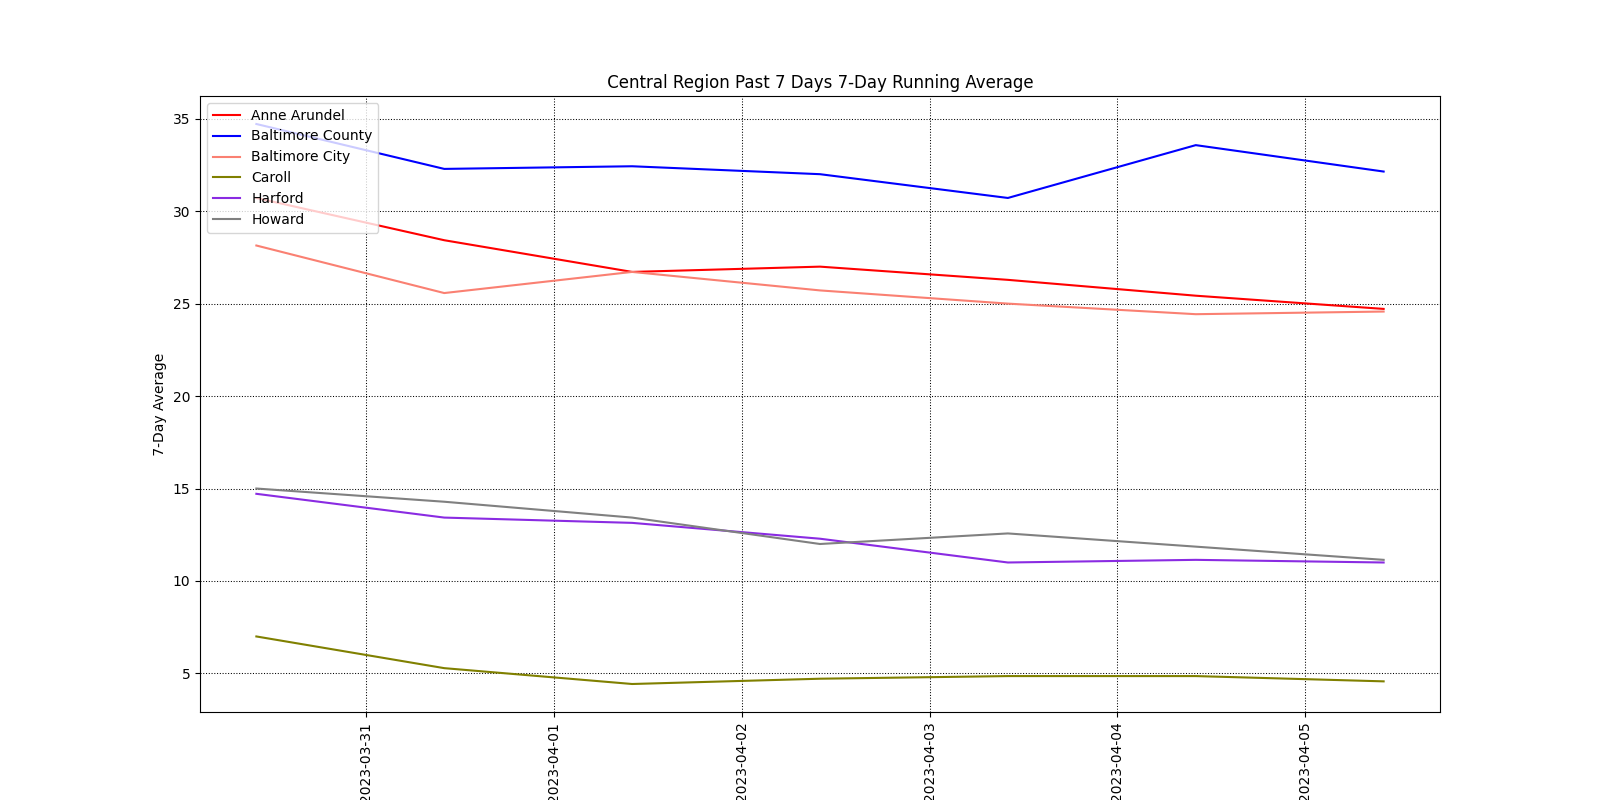 Central Region Past 7 Days 7-Day Running Average
Anne Arundel
Baltimore County
Baltimore City
Caroll
Harford
Howard
35
30
25
20
15
10
5
7-Day Average
2023-03-31
2023-04-01
2023-04-02
2023-04-03
2023-04-04
2023-04-05